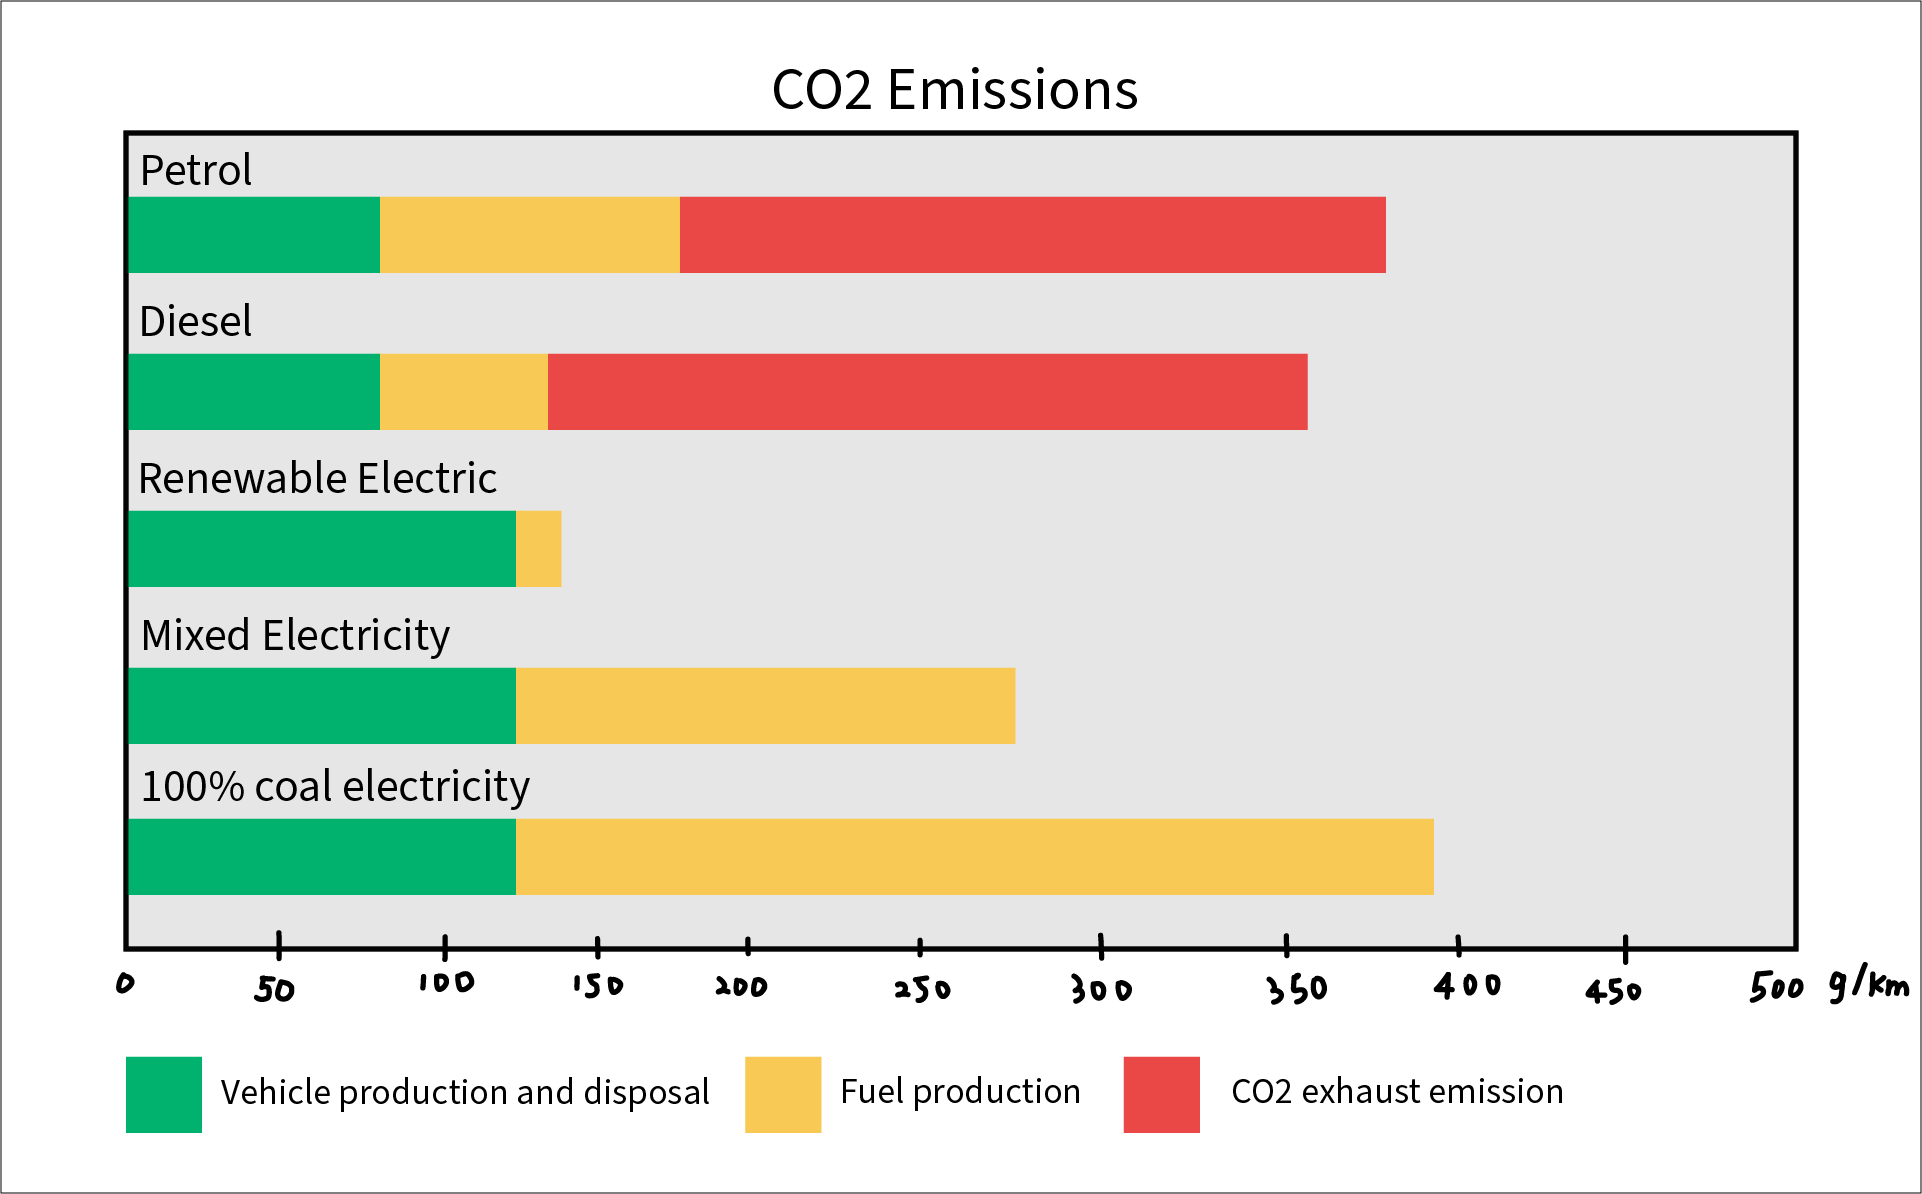 CO2 Emissions
Petrol
Diesel
Renewable Electric
Mixed Electricity
100% coal electricity
0 50 100 150 200 250 300 350 400 450 500 g/km
Vehicle production and disposal Fuel production CO2 exhaust emission